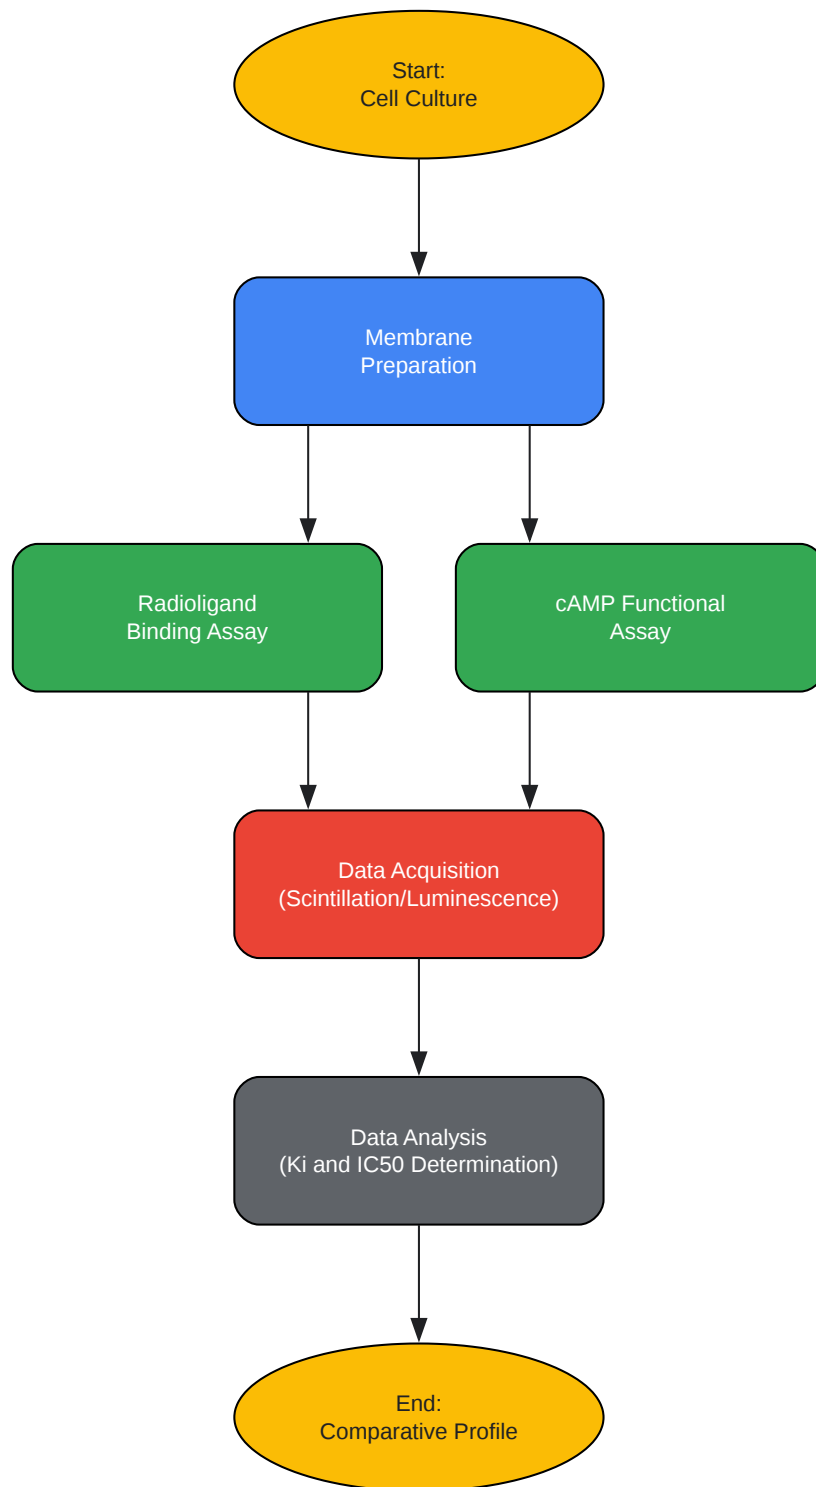 Start:
Cell Culture
Membrane
Preparation
Radioligand
Binding Assay
cAMP Functional
Assay
Data Acquisition
(Scintillation/Luminescence)
Data Analysis
(Ki and IC50 Determination)
End:
Comparative Profile